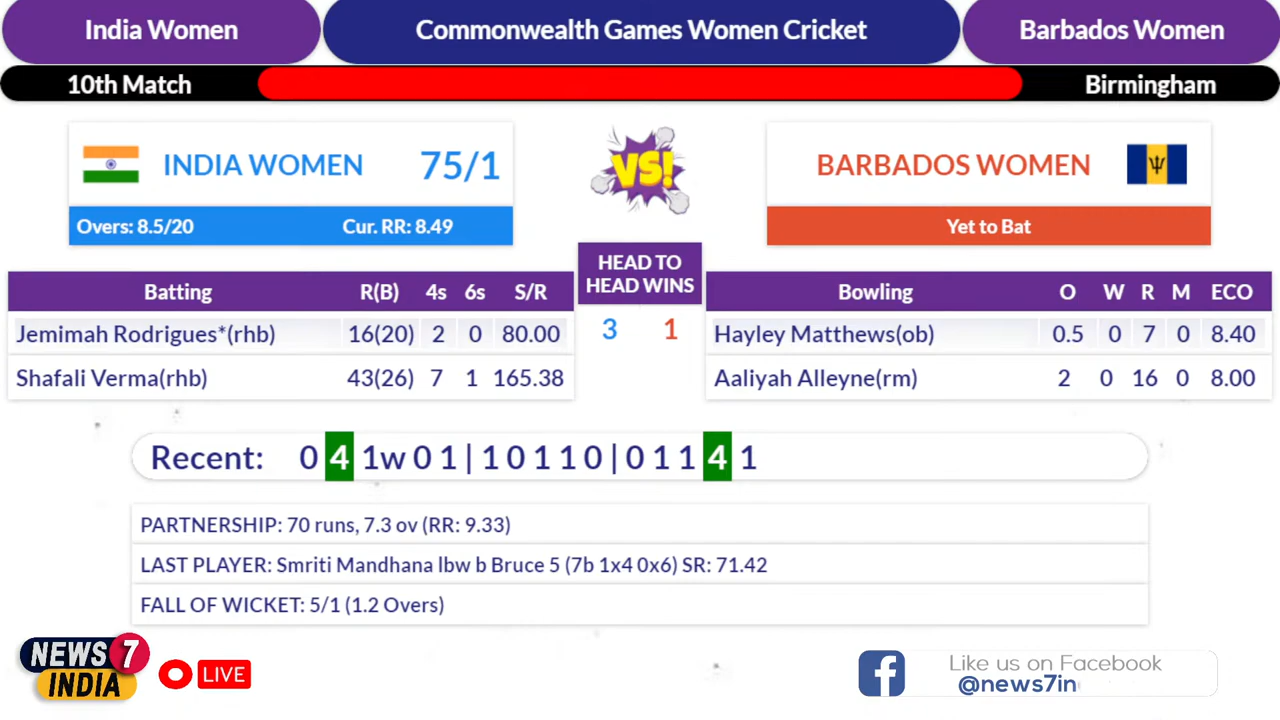 India Women Commonwealth Games Women Cricket Barbados Women
10th Match Birmingham
INDIA WOMEN 75/1 VS! BARBADOS WOMEN
Overs: 8.5/20 Cur. RR: 8.49 Yet to Bat
HEAD TO
HEAD WINS
3 1
Batting R(B) 4s 6s S/R
Jemimah Rodrigues*(rhb) 16(20) 2 0 80.00
Shafali Verma(rhb) 43(26) 7 1 165.38
Bowling O W R M ECO
Hayley Matthews(ob) 0.5 0 7 0 8.40
Aaliyah Alleyne(rm) 2 0 16 0 8.00
Recent: 0 4 1w 0 1 | 1 0 1 1 0 | 0 1 1 4 1
PARTNERSHIP: 70 runs, 7.3 ov (RR: 9.33)
LAST PLAYER: Smriti Mandhana lbw b Bruce 5 (7b 1x4 0x6) SR: 71.42
FALL OF WICKET: 5/1 (1.2 Overs)
NEWS 7
INDIA
LIVE
Like us on Facebook
@news7in